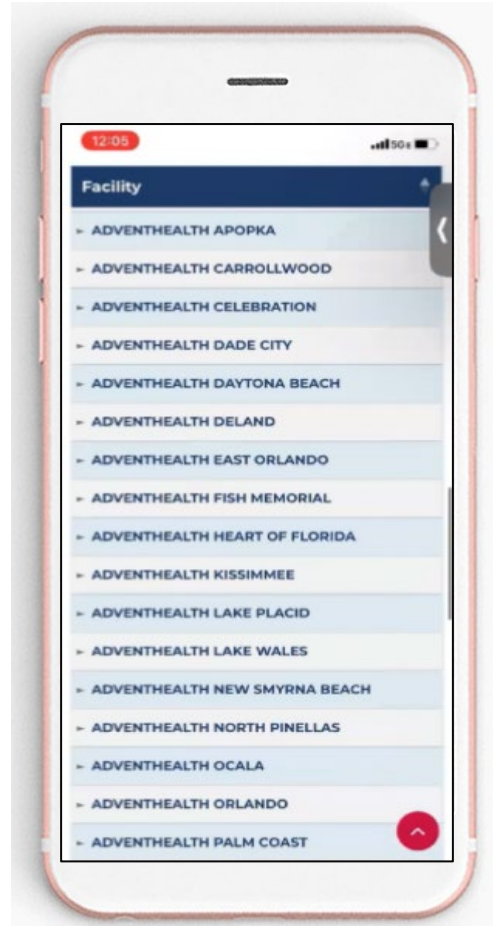 12:05
5G
Facility
ADVENTHEALTH APOPKA
ADVENTHEALTH CARROLLWOOD
ADVENTHEALTH CELEBRATION
ADVENTHEALTH DADE CITY
ADVENTHEALTH DAYTONA BEACH
ADVENTHEALTH DELAND
ADVENTHEALTH EAST ORLANDO
ADVENTHEALTH FISH MEMORIAL
ADVENTHEALTH HEART OF FLORIDA
ADVENTHEALTH KISSIMMEE
ADVENTHEALTH LAKE PLACID
ADVENTHEALTH LAKE WALES
ADVENTHEALTH NEW SMYRNA BEACH
ADVENTHEALTH NORTH PINELLAS
ADVENTHEALTH OCALA
ADVENTHEALTH ORLANDO
ADVENTHEALTH PALM COAST